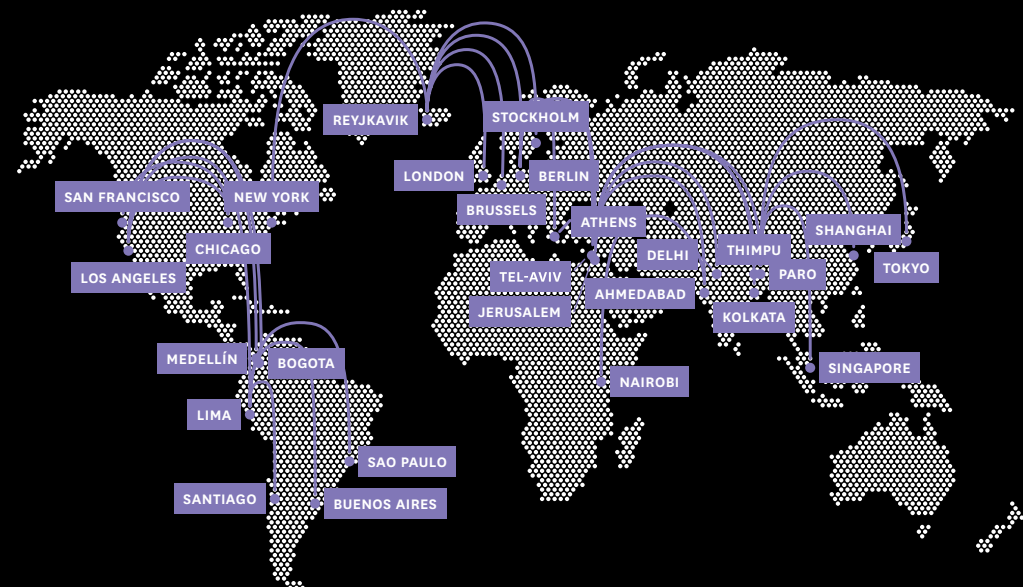 REYJKAVIK
STOCKHOLM
LONDON
BERLIN
SAN FRANCISCO
NEW YORK
BRUSSELS
ATHENS
SHANGHAI
CHICAGO
DELHI
THIMPU
TOKYO
LOS ANGELES
TEL-AVIV
PARO
AHMEDABAD
JERUSALEM
KOLKATA
MEDELLÍN
BOGOTA
SINGAPORE
NAIROBI
LIMA
SAO PAULO
SANTIAGO
BUENOS AIRES